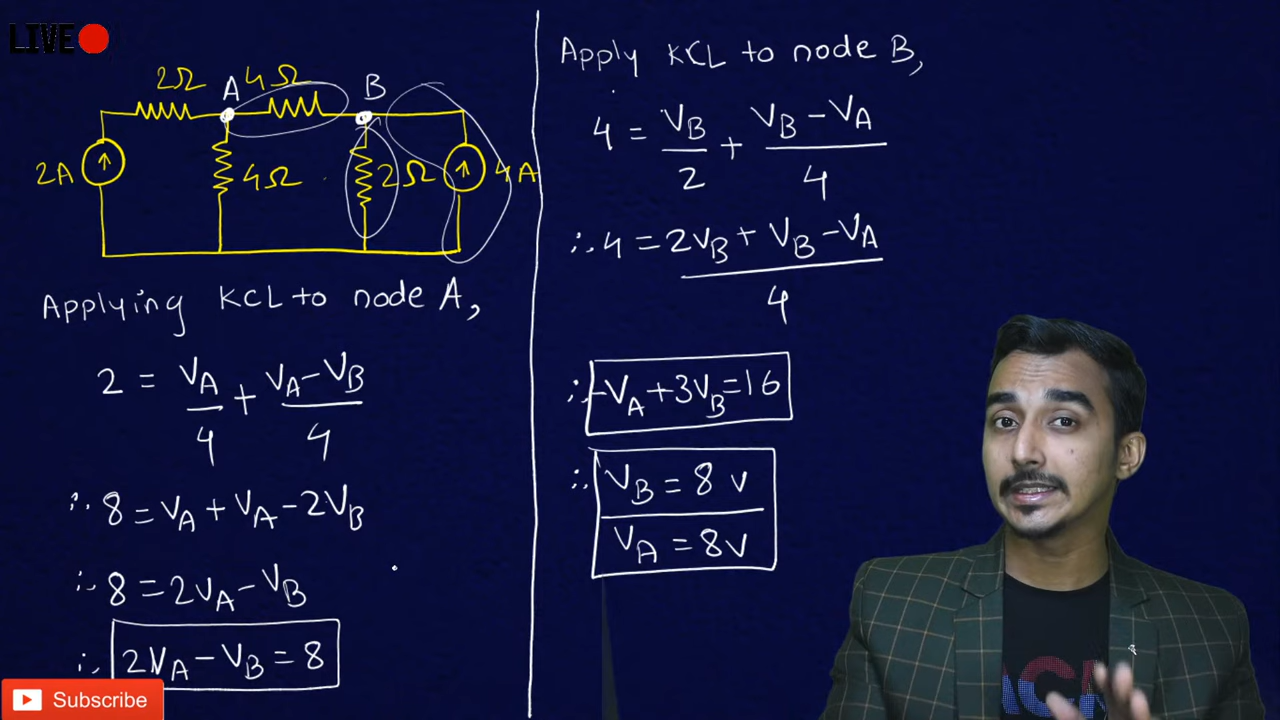 LIVE
2Ω A 4Ω B
2A 4Ω 2Ω 4A
Applying KCL to node A,
2 = VA/4 + (VA-VB)/4
∴ 8 = VA + VA - 2VB
∴ 8 = 2VA - VB
∴ 2VA - VB = 8
Subscribe
Apply KCL to node B,
4 = VB/2 + (VB-VA)/4
∴ 4 = (2VB + VB - VA)/4
∴ -VA + 3VB = 16
∴ VB = 8 v
VA = 8v